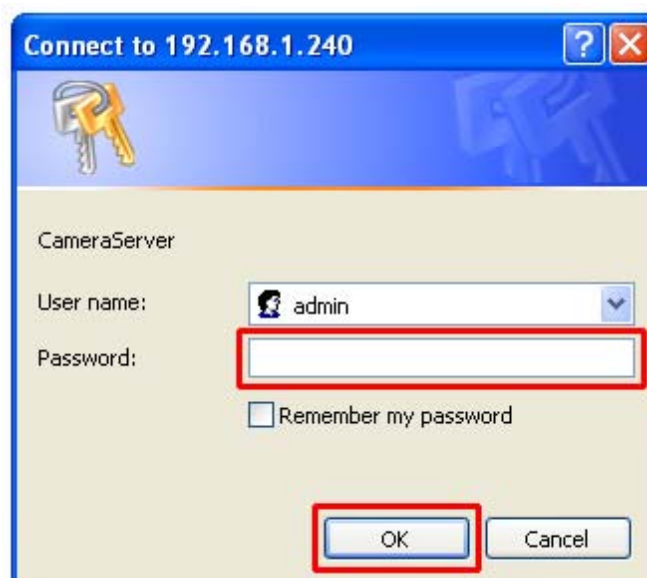 Connect to 192.168.1.240
?
CameraServer
User name:
admin
Password:
Remember my password
OK
Cancel